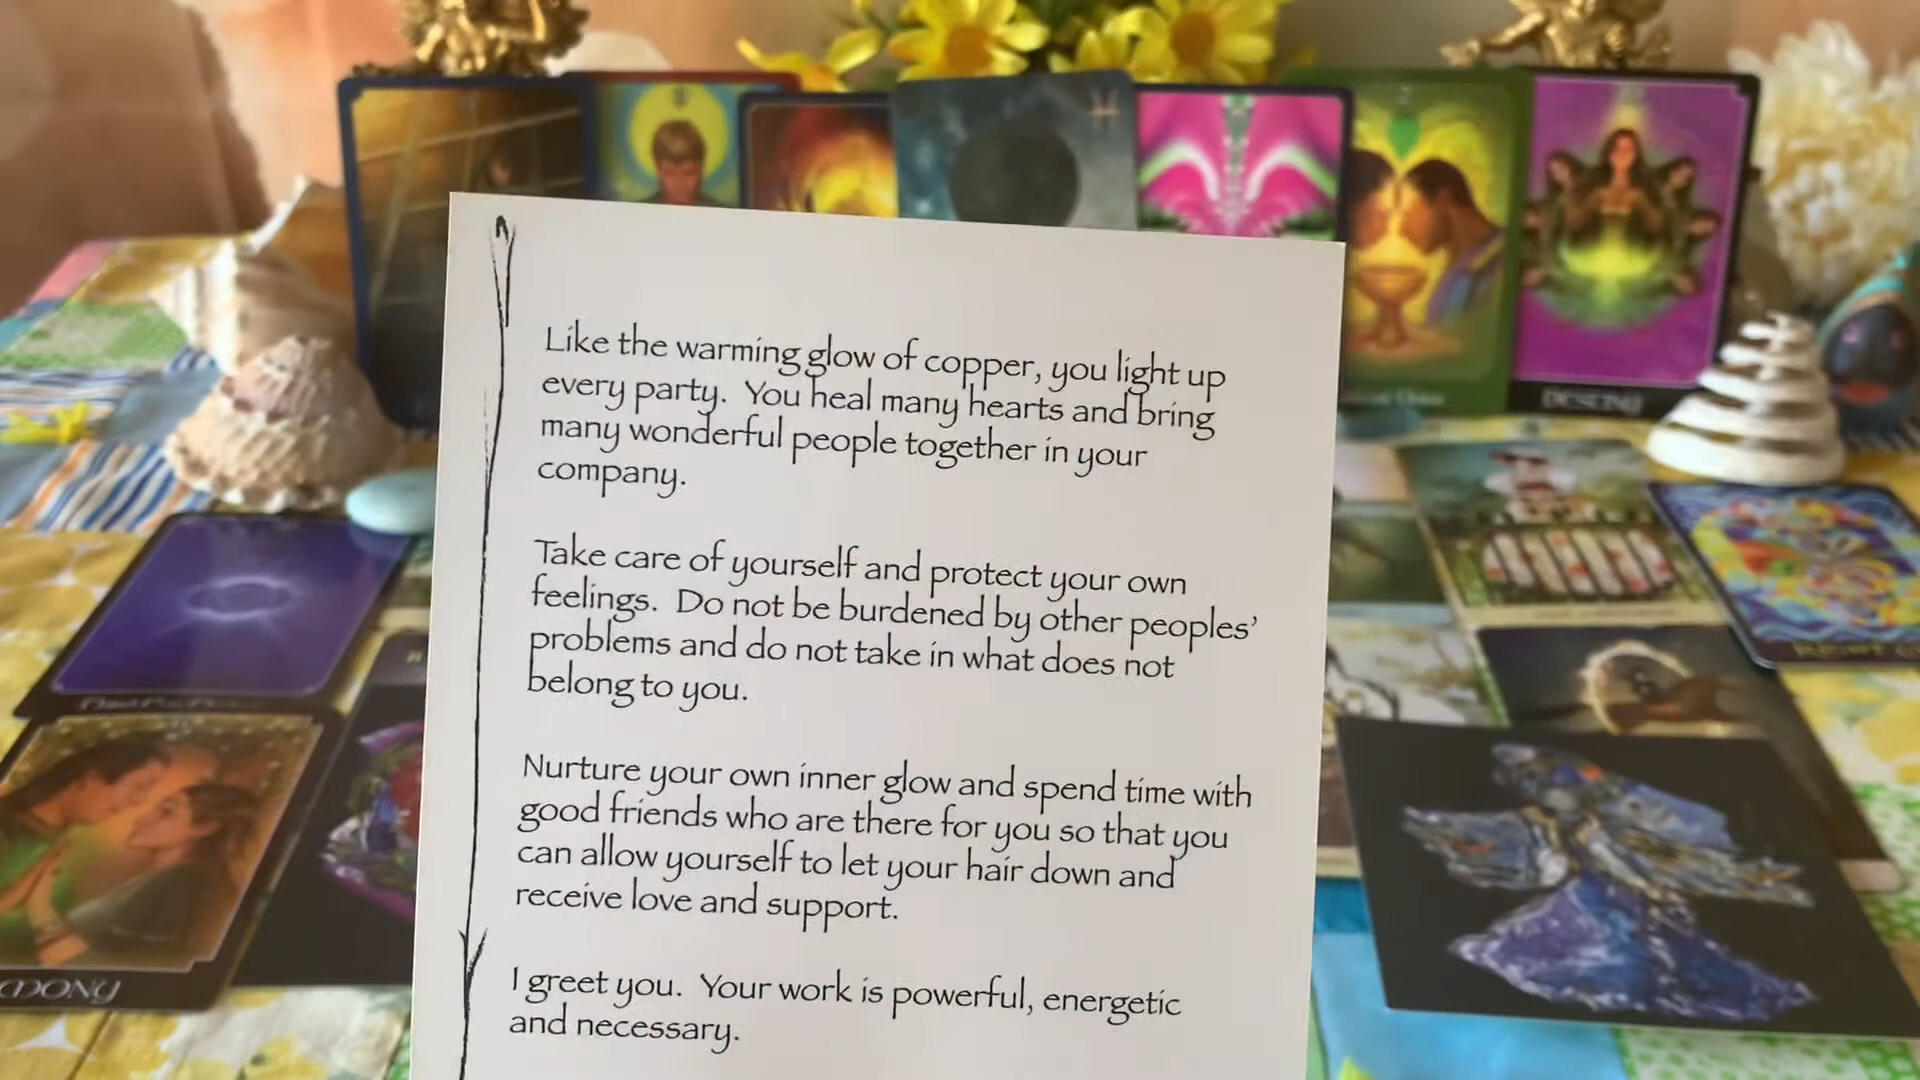 Like the warming glow of copper, you light up
every party. You heal many hearts and bring
many wonderful people together in your
company.
Take care of yourself and protect your own
feelings. Do not be burdened by other peoples’
problems and do not take in what does not
belong to you.
Nurture your own inner glow and spend time with
good friends who are there for you so that you
can allow yourself to let your hair down and
receive love and support.
I greet you. Your work is powerful, energetic
and necessary.
DESTINY